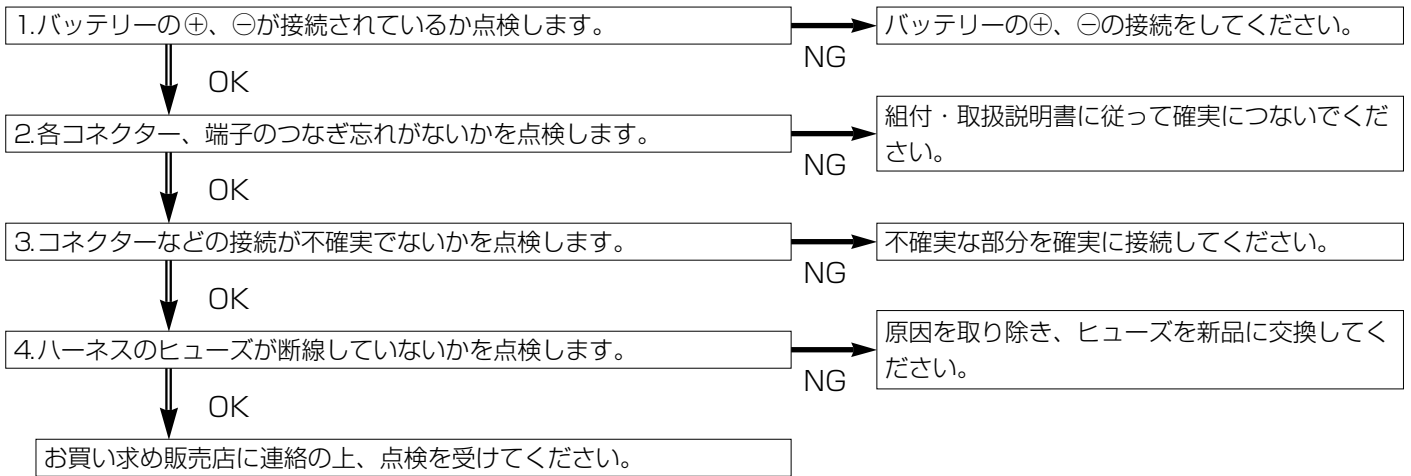 1.バッテリーの⊕、⊖が接続されているか点検します。
NG
バッテリーの⊕、⊖の接続をしてください。
OK
2.各コネクター、端子のつなぎ忘れがないかを点検します。
NG
組付・取扱説明書に従って確実につないでくだ
さい。
OK
3.コネクターなどの接続が不確実でないかを点検します。
NG
不確実な部分を確実に接続してください。
OK
4.ハーネスのヒューズが断線していないかを点検します。
NG
原因を取り除き、ヒューズを新品に交換してく
ださい。
OK
お買い求め販売店に連絡の上、点検を受けてください。